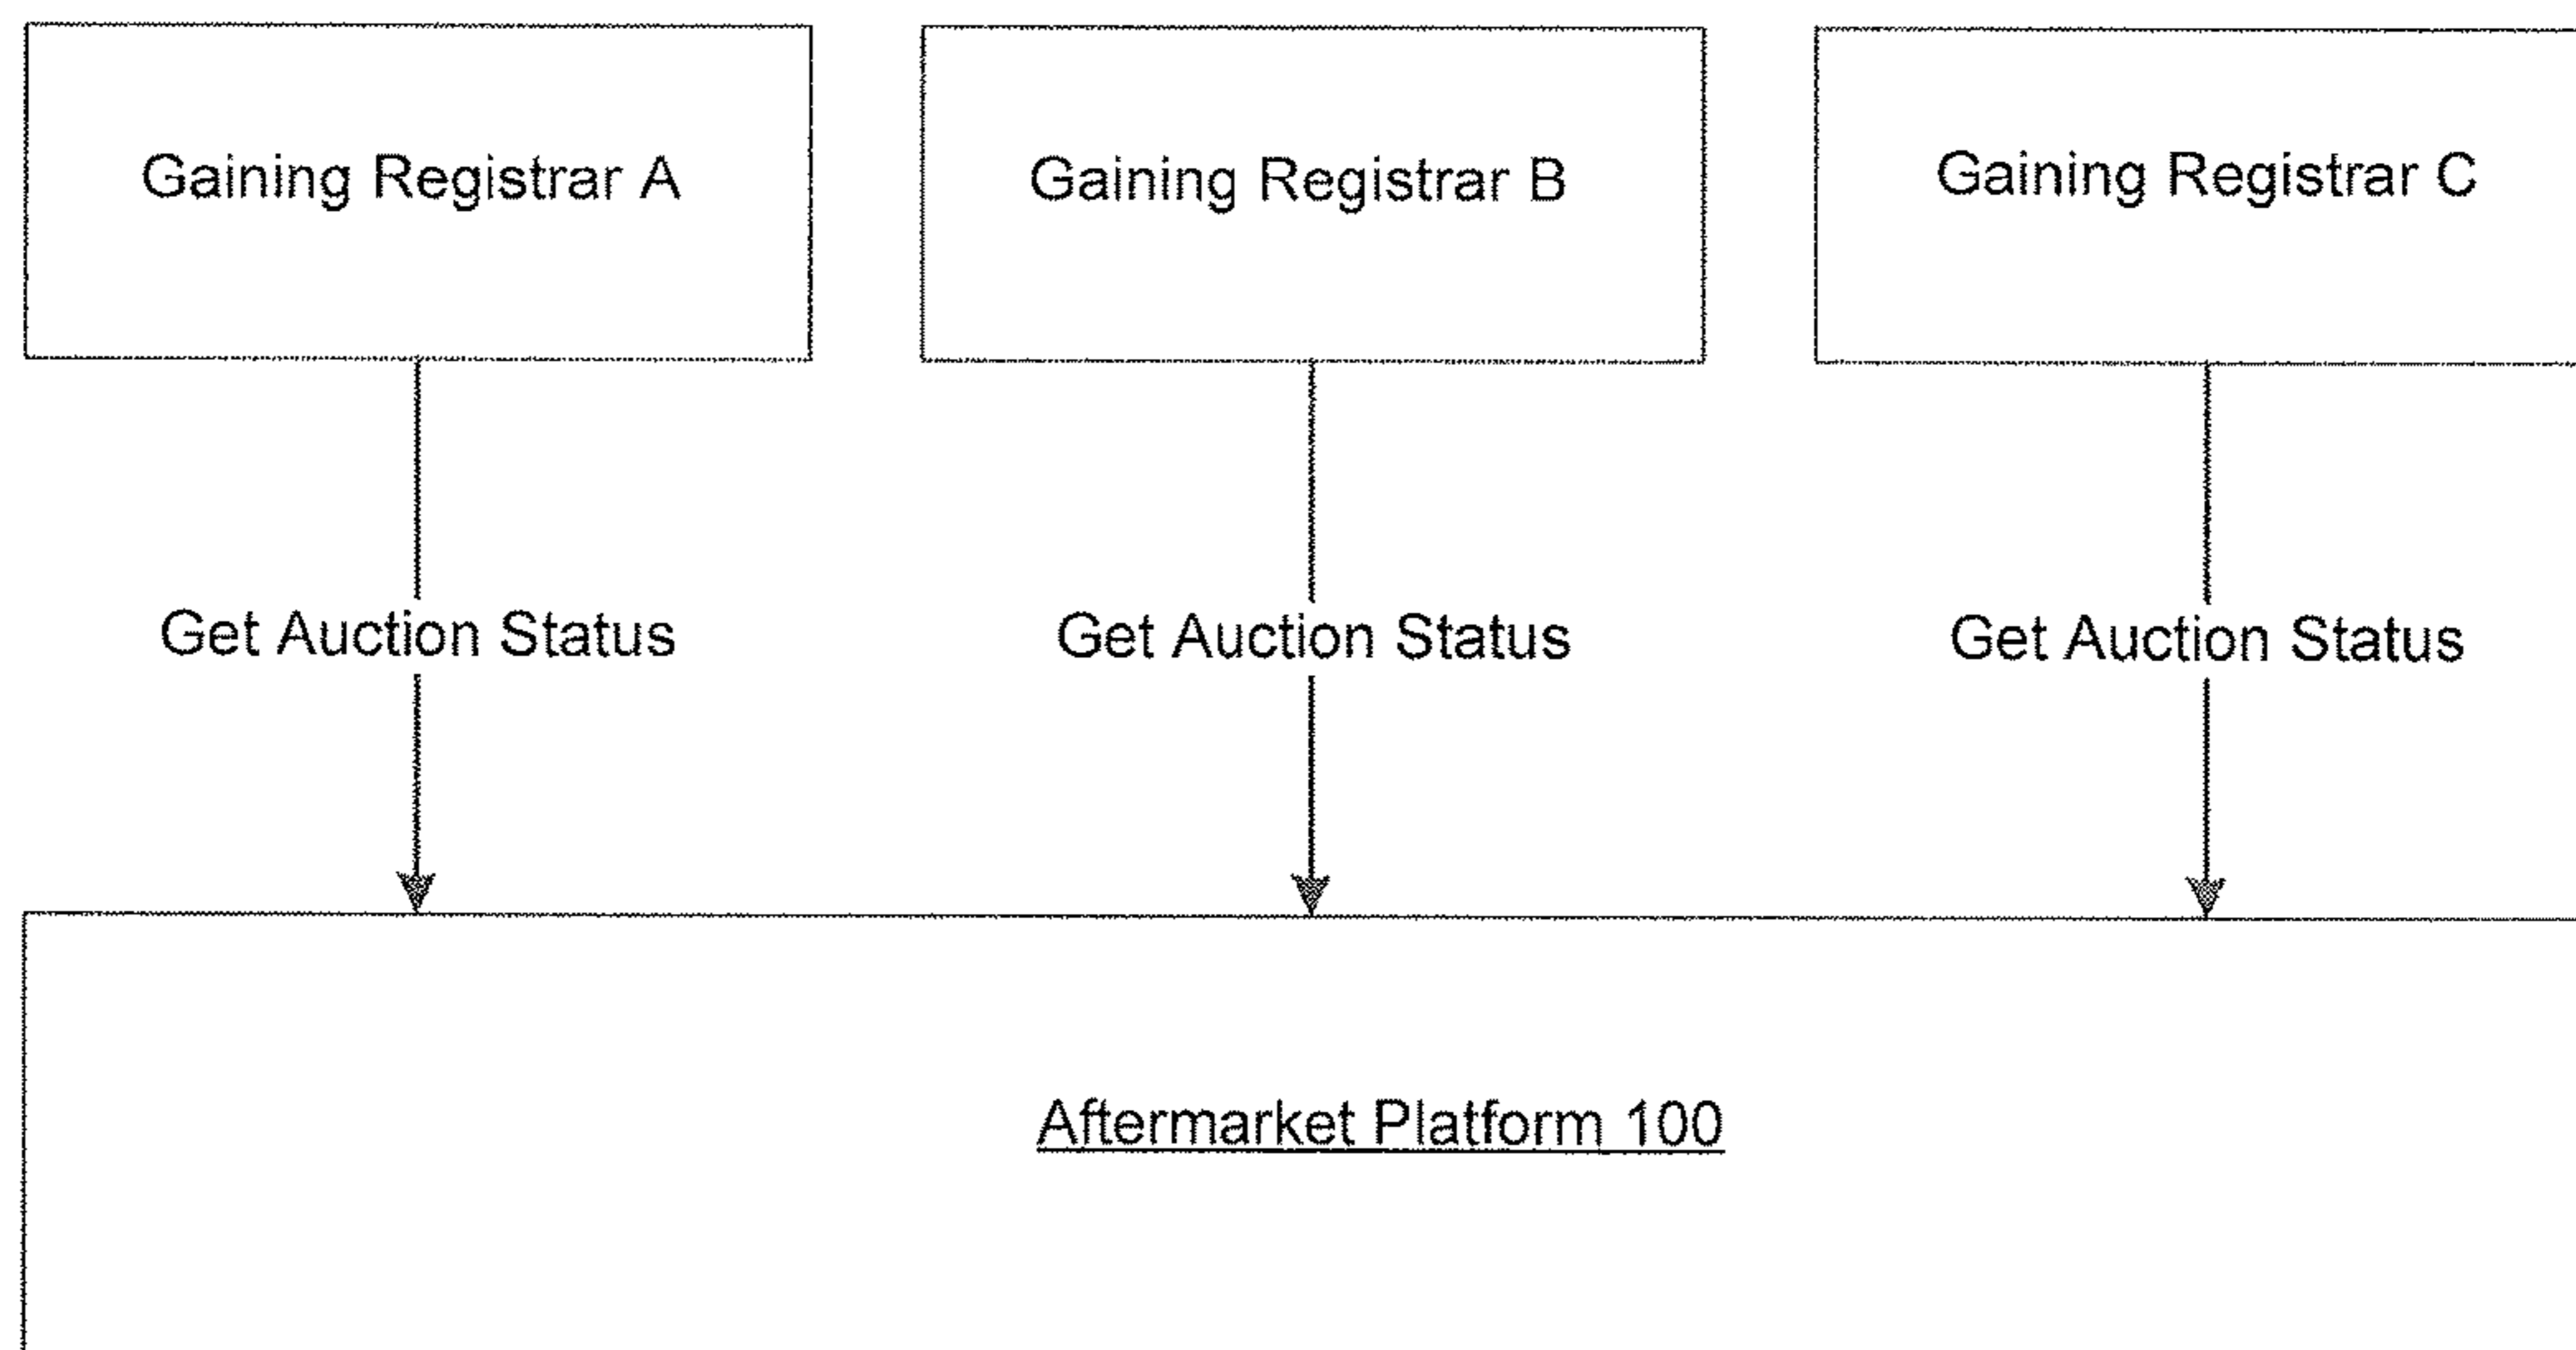 Gaining Registrar A
Gaining Registrar B
Gaining Registrar C
Get Auction Status
Get Auction Status
Get Auction Status
Aftermarket Platform 100